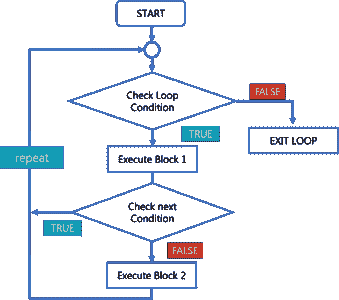 START
Check Loop
Condition
FALSE
TRUE
EXIT LOOP
repeat
Execute Block 1
Check next
Condition
TRUE
FALSE
Execute Block 2